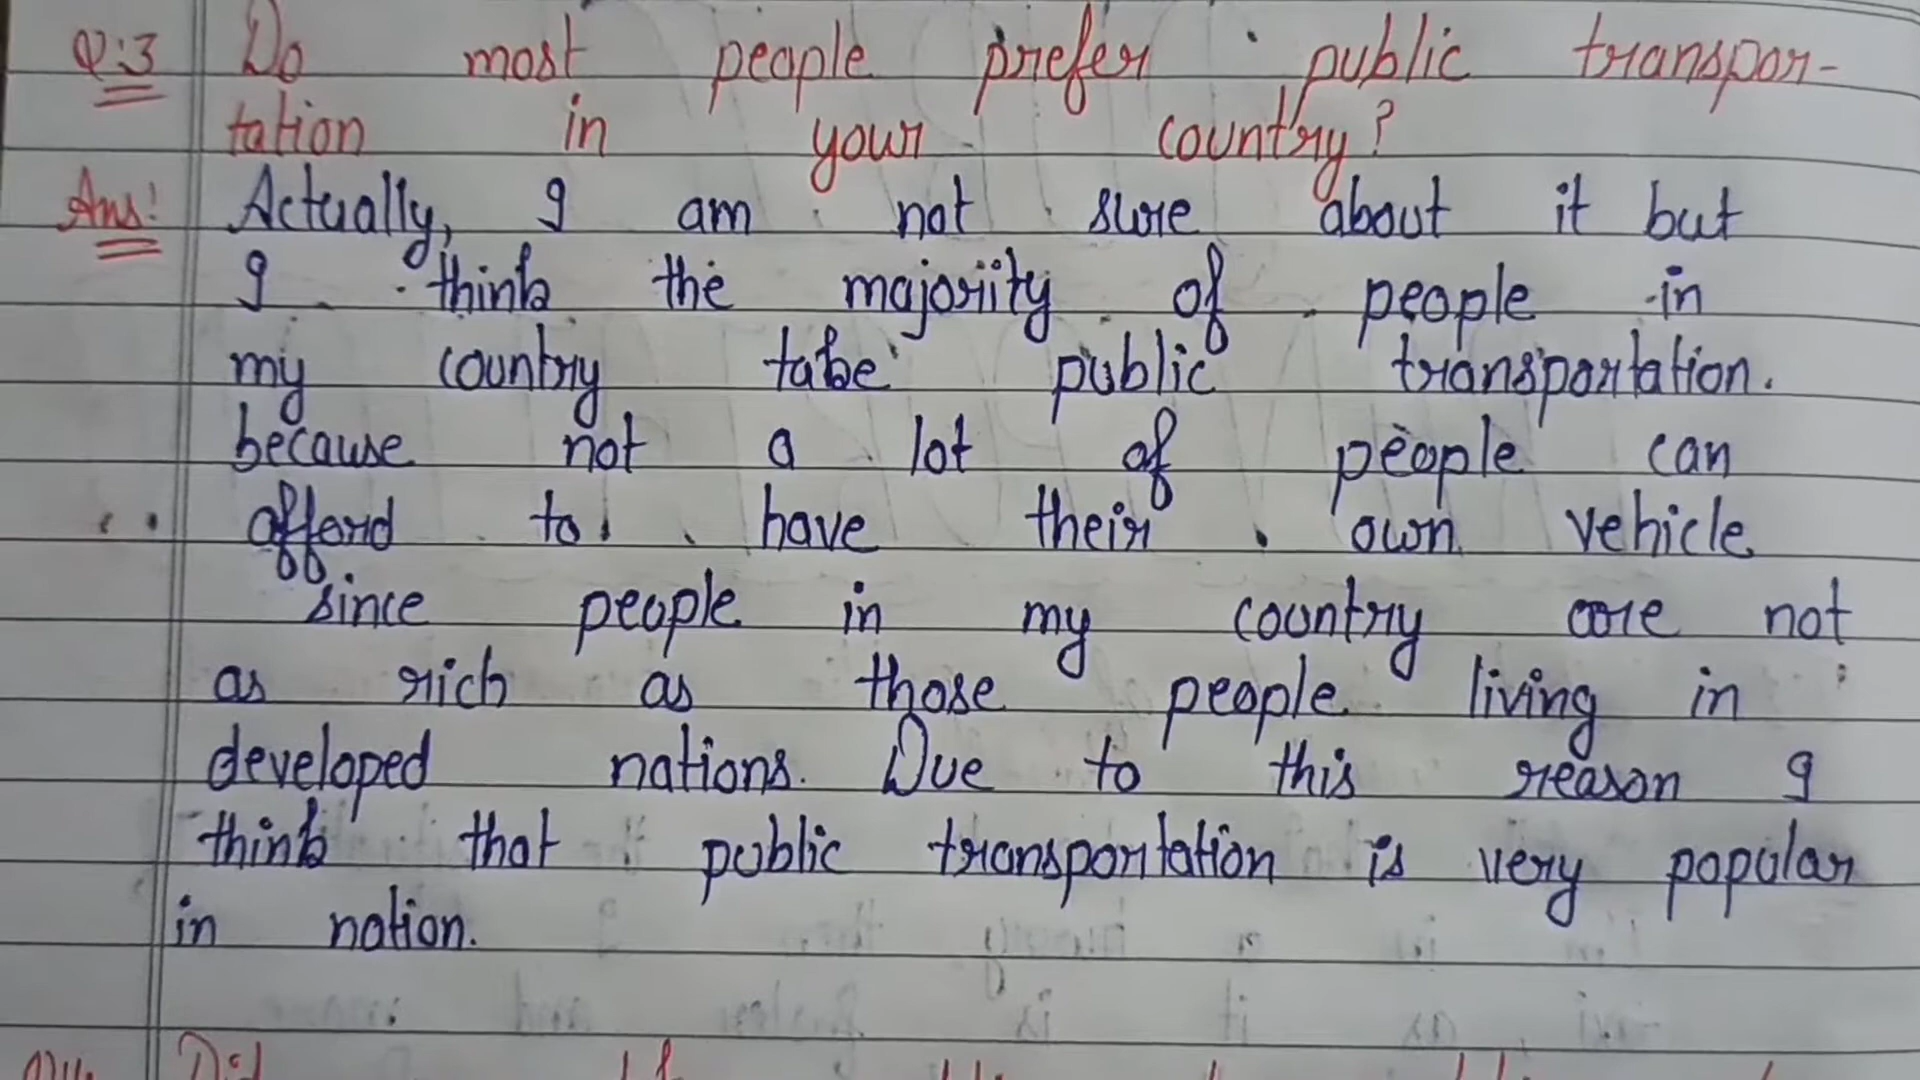 Q:3 Do most people prefer public transpor-
tation in your country?
Ans: Actually, I am not sure about it but
I think the majoriity of people in
my country take public transportation.
because not a lot of people can
afford to have their own vehicle
since people in my country are not
as rich as those people living in
developed nations. Due to this reason I
think that public transportation is very popular
in nation.
Did